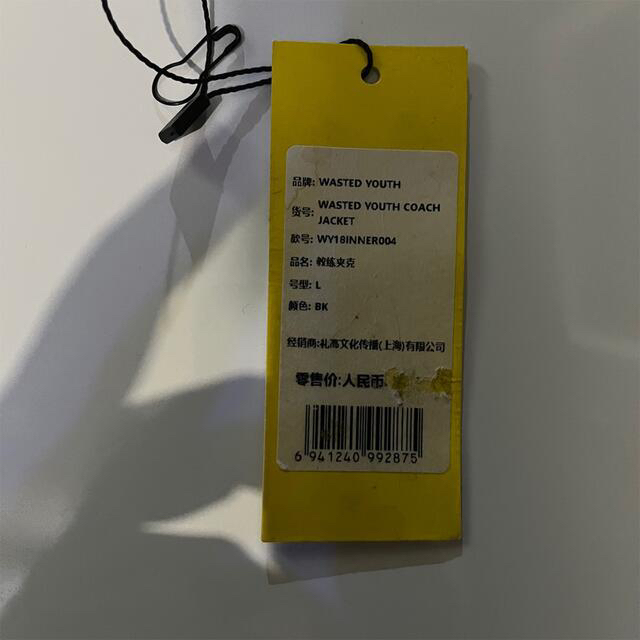 品牌: WASTED YOUTH
货号: WASTED YOUTH COACH
JACKET
款号: WY18INNER004
品名: 教练夹克
号型: L
颜色: BK
经销商:礼高文化传播(上海)有限公司
零售价:人民币
6 941240 992875